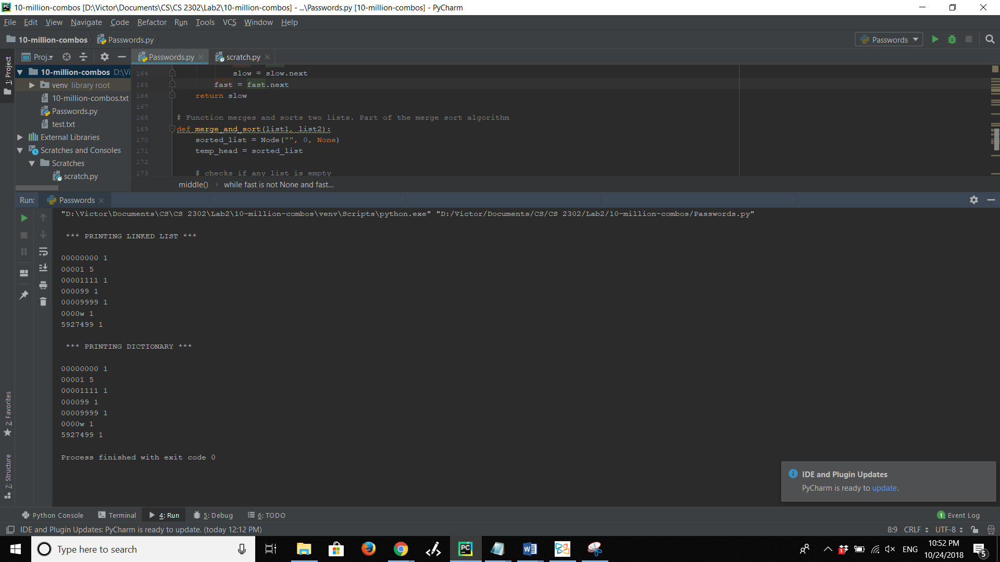 10-million-combos [D:\Victor\Documents\CS\CS 2302\Lab2\10-million-combos] - ...\Passwords.py [10-million-combos] - PyCharm
File Edit View Navigate Code Refactor Run Tools VCS Window Help
10-million-combos Passwords.py
Passwords
1: Project
Proj..
Passwords.py
scratch.py
10-million-combos D:\Vi
venv library root
10-million-combos.txt
Passwords.py
test.txt
External Libraries
Scratches and Consoles
Scratches
scratch.py
164 slow = slow.next
165 fast = fast.next
166 return slow
167
168 # Function merges and sorts two lists. Part of the merge sort algorithm
169 def merge_and_sort(list1, list2):
170 sorted_list = Node("", 0, None)
171 temp_head = sorted_list
172
173 # checks if any list is empty
middle() › while fast is not None and fast...
Run: Passwords
"D:\Victor\Documents\CS\CS 2302\Lab2\10-million-combos\venv\Scripts\python.exe" "D:/Victor/Documents/CS/CS 2302/Lab2/10-million-combos/Passwords.py"
*** PRINTING LINKED LIST ***
00000000 1
00001 5
00001111 1
000099 1
00009999 1
0000w 1
5927499 1
*** PRINTING DICTIONARY ***
00000000 1
00001 5
00001111 1
000099 1
00009999 1
0000w 1
5927499 1
Process finished with exit code 0
2: Favorites
7: Structure
IDE and Plugin Updates
PyCharm is ready to update.
Python Console Terminal 4: Run 5: Debug 6: TODO
1 Event Log
IDE and Plugin Updates: PyCharm is ready to update. (today 12:12 PM)
8:9 CRLF UTF-8
Type here to search
ENG
10:52 PM
10/24/2018
5